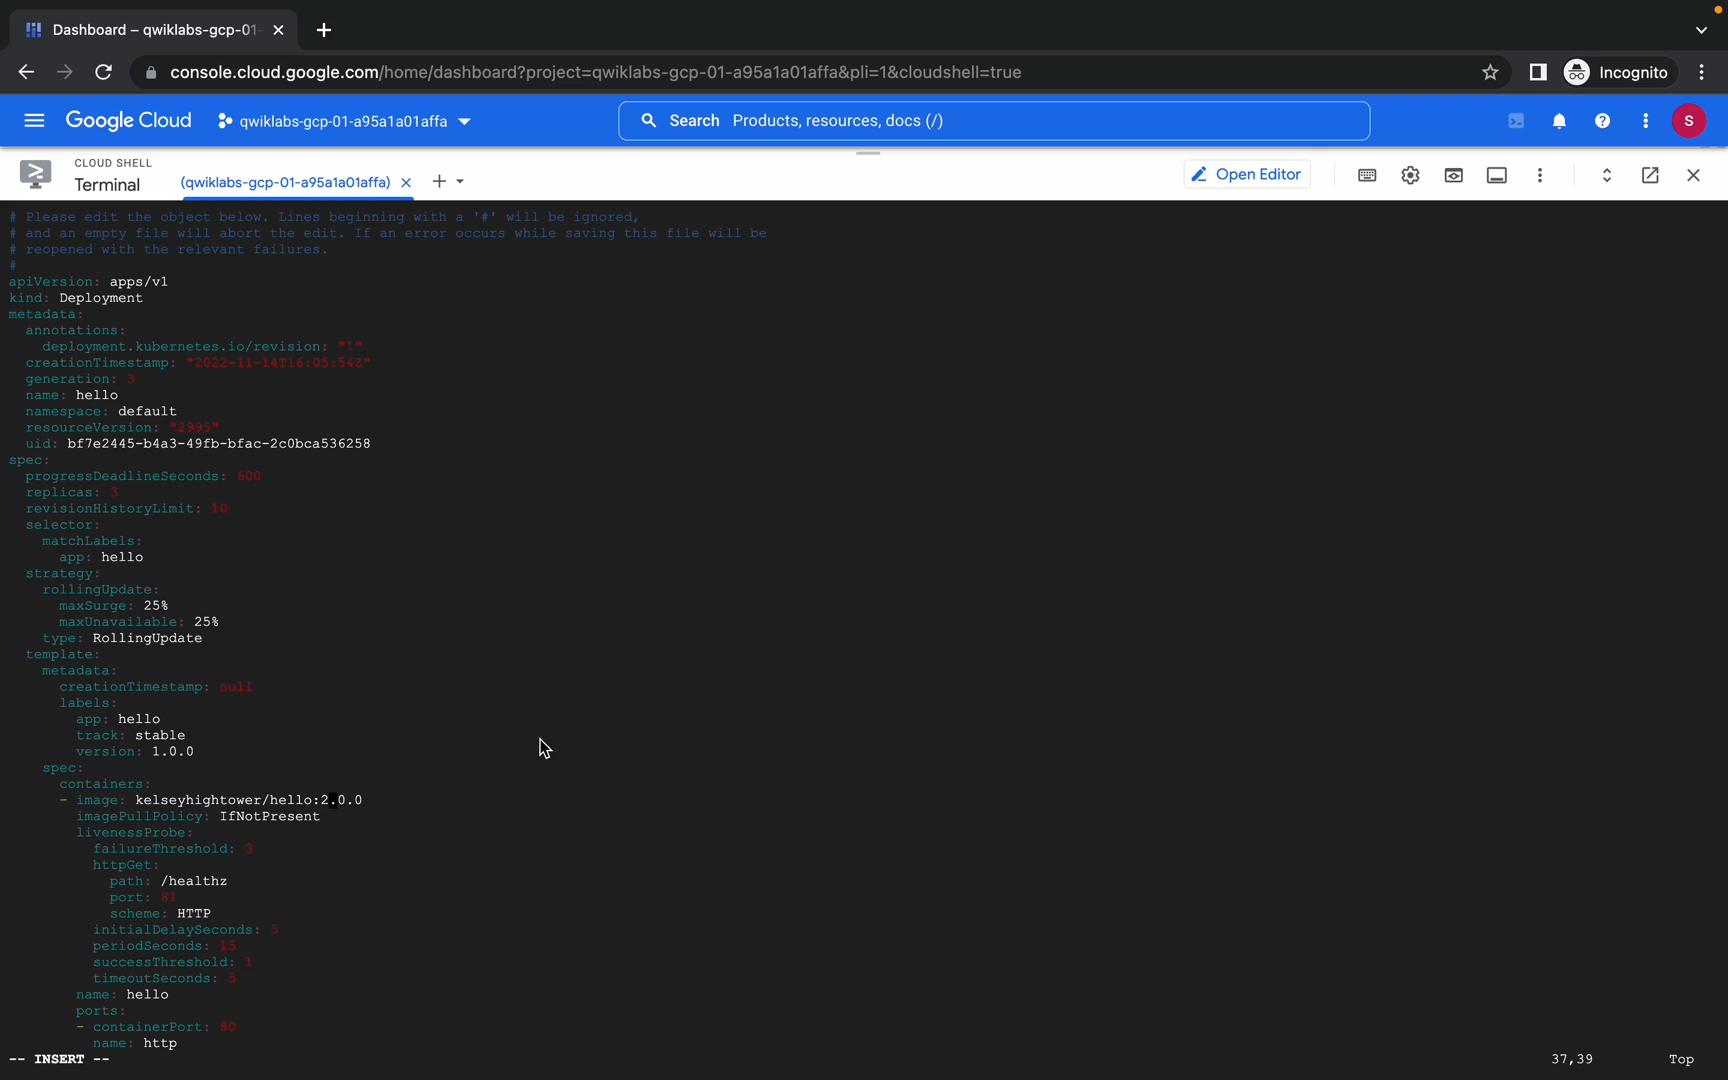 Dashboard – qwiklabs-gcp-01-
console.cloud.google.com/home/dashboard?project=qwiklabs-gcp-01-a95a1a01affa&pli=1&cloudshell=true
Incognito
Google Cloud
qwiklabs-gcp-01-a95a1a01affa
Search Products, resources, docs (/)
S
CLOUD SHELL
Terminal
(qwiklabs-gcp-01-a95a1a01affa)
Open Editor
# Please edit the object below. Lines beginning with a '#' will be ignored,
# and an empty file will abort the edit. If an error occurs while saving this file will be
# reopened with the relevant failures.
#
apiVersion: apps/v1
kind: Deployment
metadata:
  annotations:
    deployment.kubernetes.io/revision: "1"
  creationTimestamp: "2022-11-14T16:05:54Z"
  generation: 3
  name: hello
  namespace: default
  resourceVersion: "2995"
  uid: bf7e2445-b4a3-49fb-bfac-2c0bca536258
spec:
  progressDeadlineSeconds: 600
  replicas: 3
  revisionHistoryLimit: 10
  selector:
    matchLabels:
      app: hello
  strategy:
    rollingUpdate:
      maxSurge: 25%
      maxUnavailable: 25%
    type: RollingUpdate
  template:
    metadata:
      creationTimestamp: null
      labels:
        app: hello
        track: stable
        version: 1.0.0
    spec:
      containers:
      - image: kelseyhightower/hello:2.0.0
        imagePullPolicy: IfNotPresent
        livenessProbe:
          failureThreshold: 3
          httpGet:
            path: /healthz
            port: 81
            scheme: HTTP
          initialDelaySeconds: 5
          periodSeconds: 15
          successThreshold: 1
          timeoutSeconds: 5
        name: hello
        ports:
        - containerPort: 80
          name: http
-- INSERT --
37,39
Top